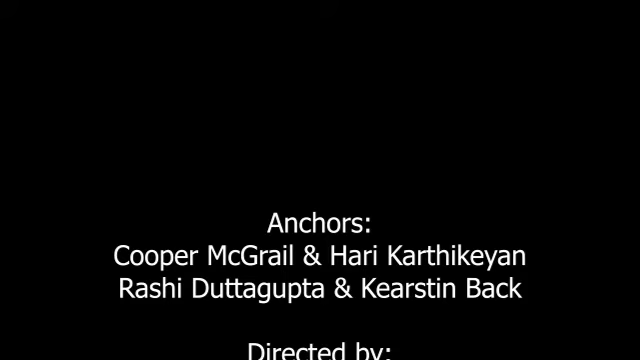 Anchors:
Cooper McGrail & Hari Karthikeyan
Rashi Duttagupta & Kearstin Back
Directed by: